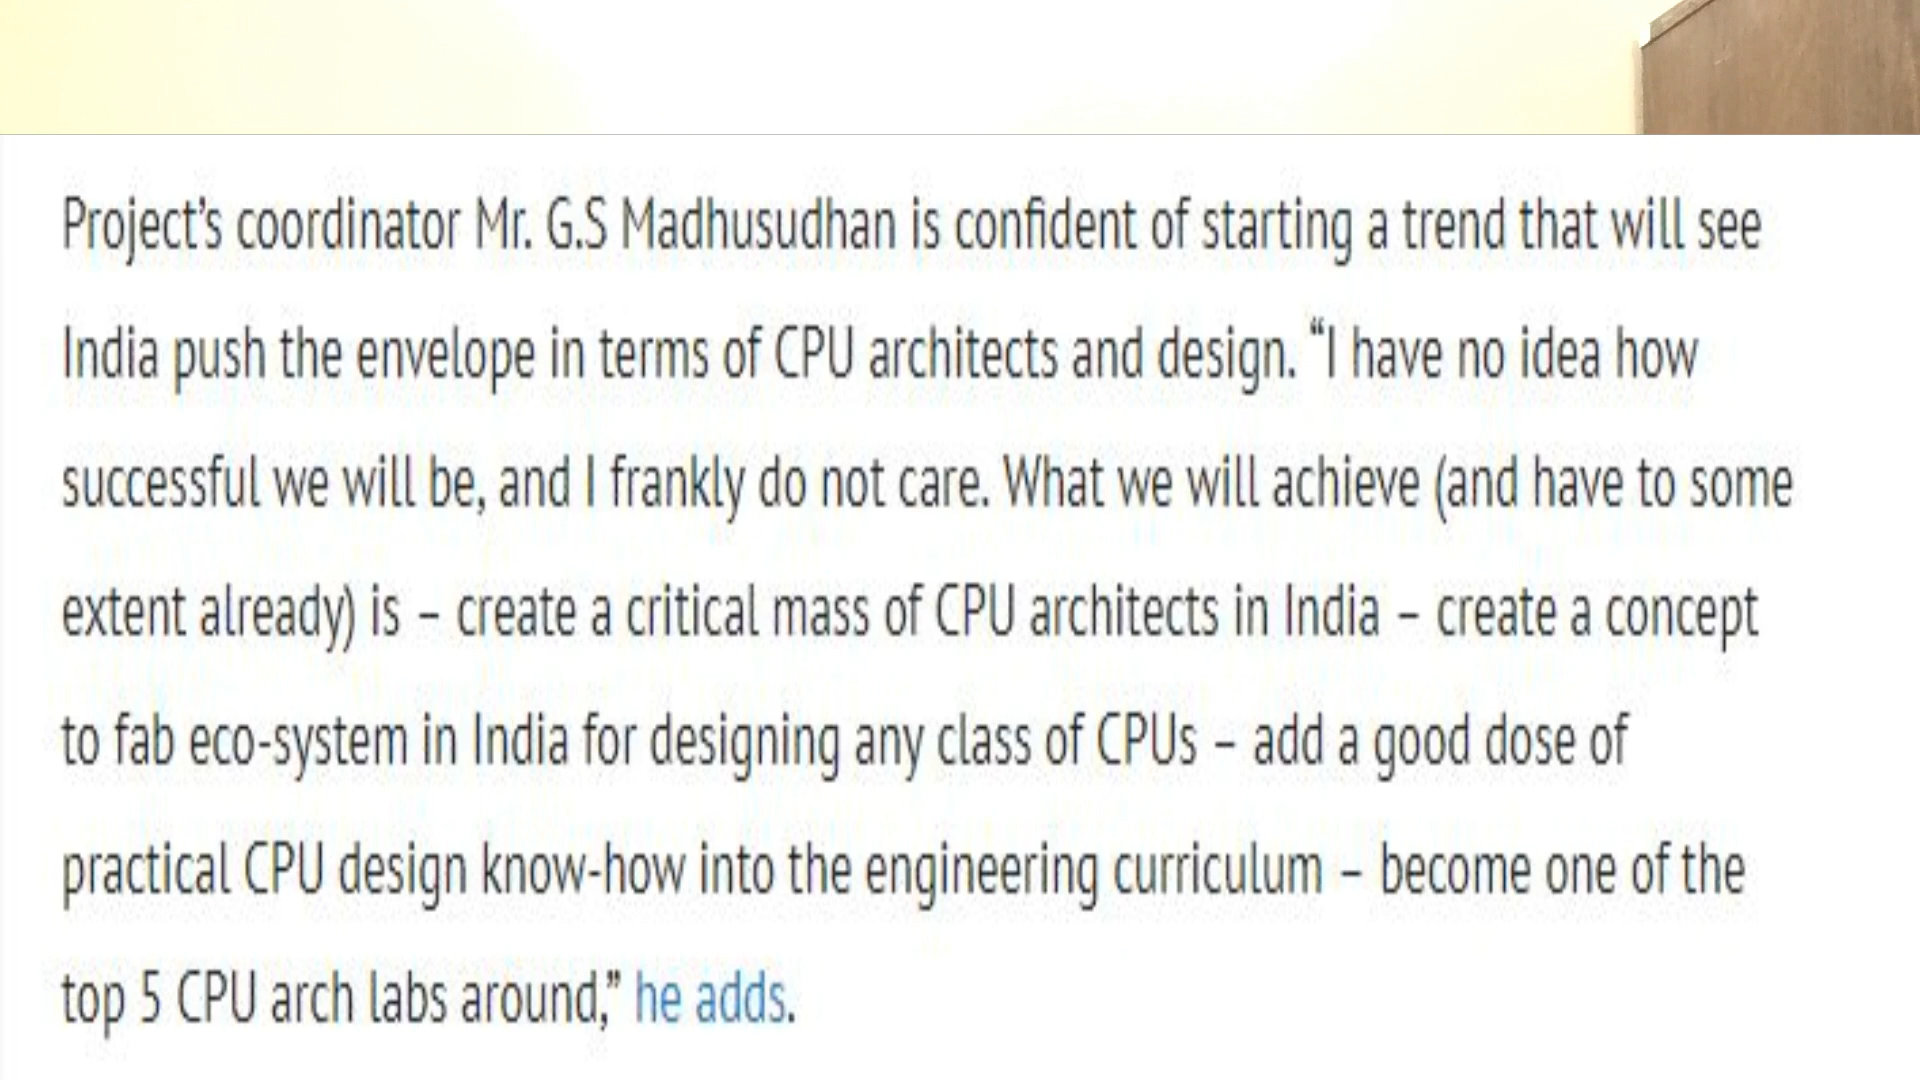 Project’s coordinator Mr. G.S Madhusudhan is confident of starting a trend that will see
India push the envelope in terms of CPU architects and design. “I have no idea how
successful we will be, and I frankly do not care. What we will achieve (and have to some
extent already) is – create a critical mass of CPU architects in India – create a concept
to fab eco-system in India for designing any class of CPUs – add a good dose of
practical CPU design know-how into the engineering curriculum – become one of the
top 5 CPU arch labs around,” he adds.